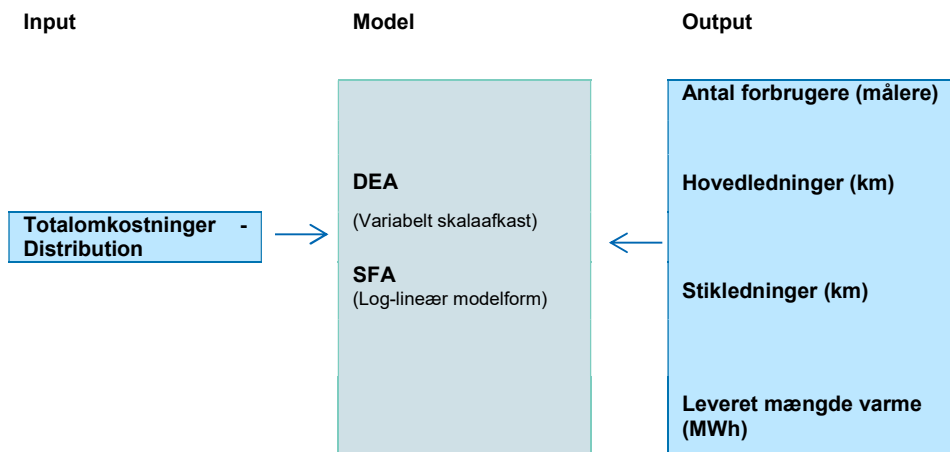 Input
Model
Output
Totalomkostninger -
Distribution
DEA
(Variabelt skalaafkast)
SFA
(Log-lineær modelform)
Antal forbrugere (målere)
Hovedledninger (km)
Stikledninger (km)
Leveret mængde varme
(MWh)